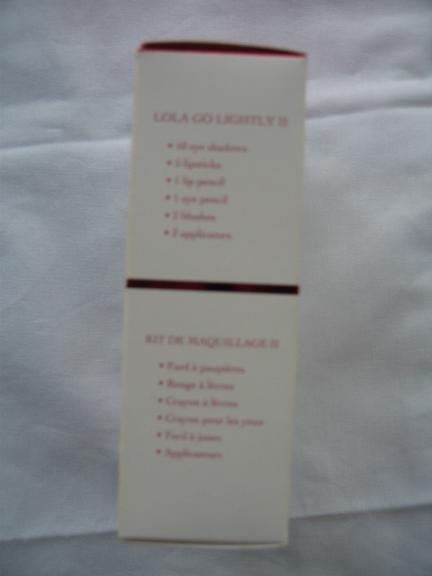 LOLA GO LIGHTLY II
• 10 eye shadows
• 5 lipsticks
• 1 lip pencil
• 1 eye pencil
• 2 blushes
• 2 applicators
KIT DE MAQUILLAGE II
• Fard à paupières
• Rouge à lèvres
• Crayon à lèvres
• Crayon pour les yeux
• Fard à joues
• Applicateurs